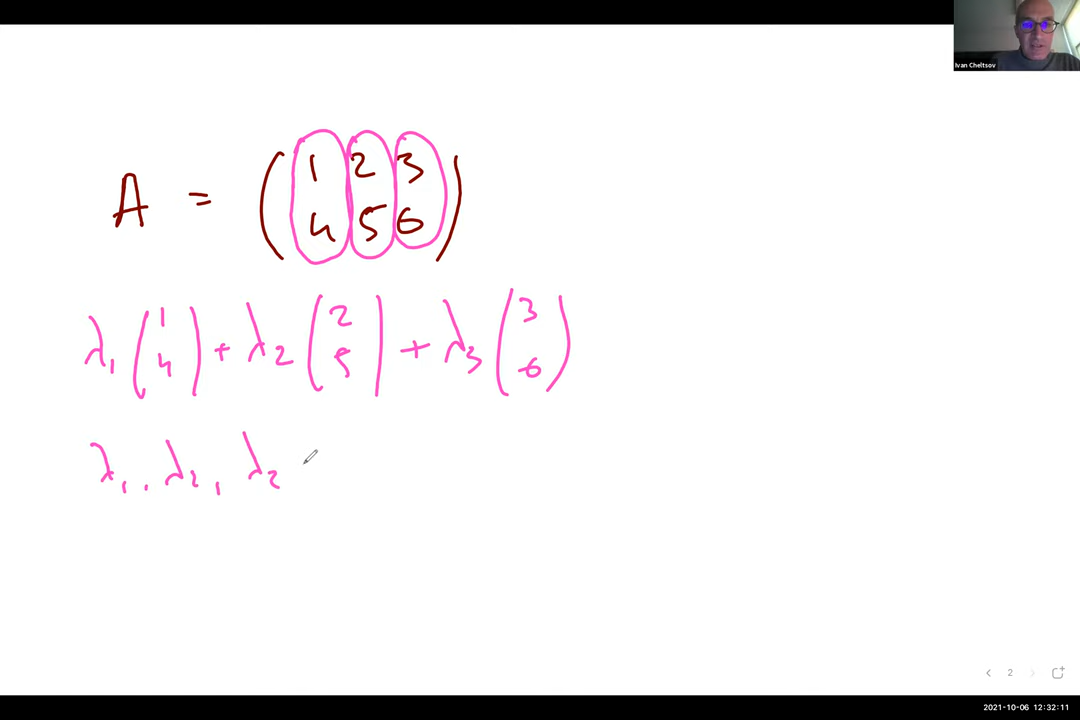 Ivan Cheltsov
A = ( 1 2 3
4 5 6 )
λ₁ ( 1 4 ) + λ₂ ( 2 5 ) + λ₃ ( 3 6 )
λ₁, λ₂, λ₂
2
2021-10-06 12:32:11